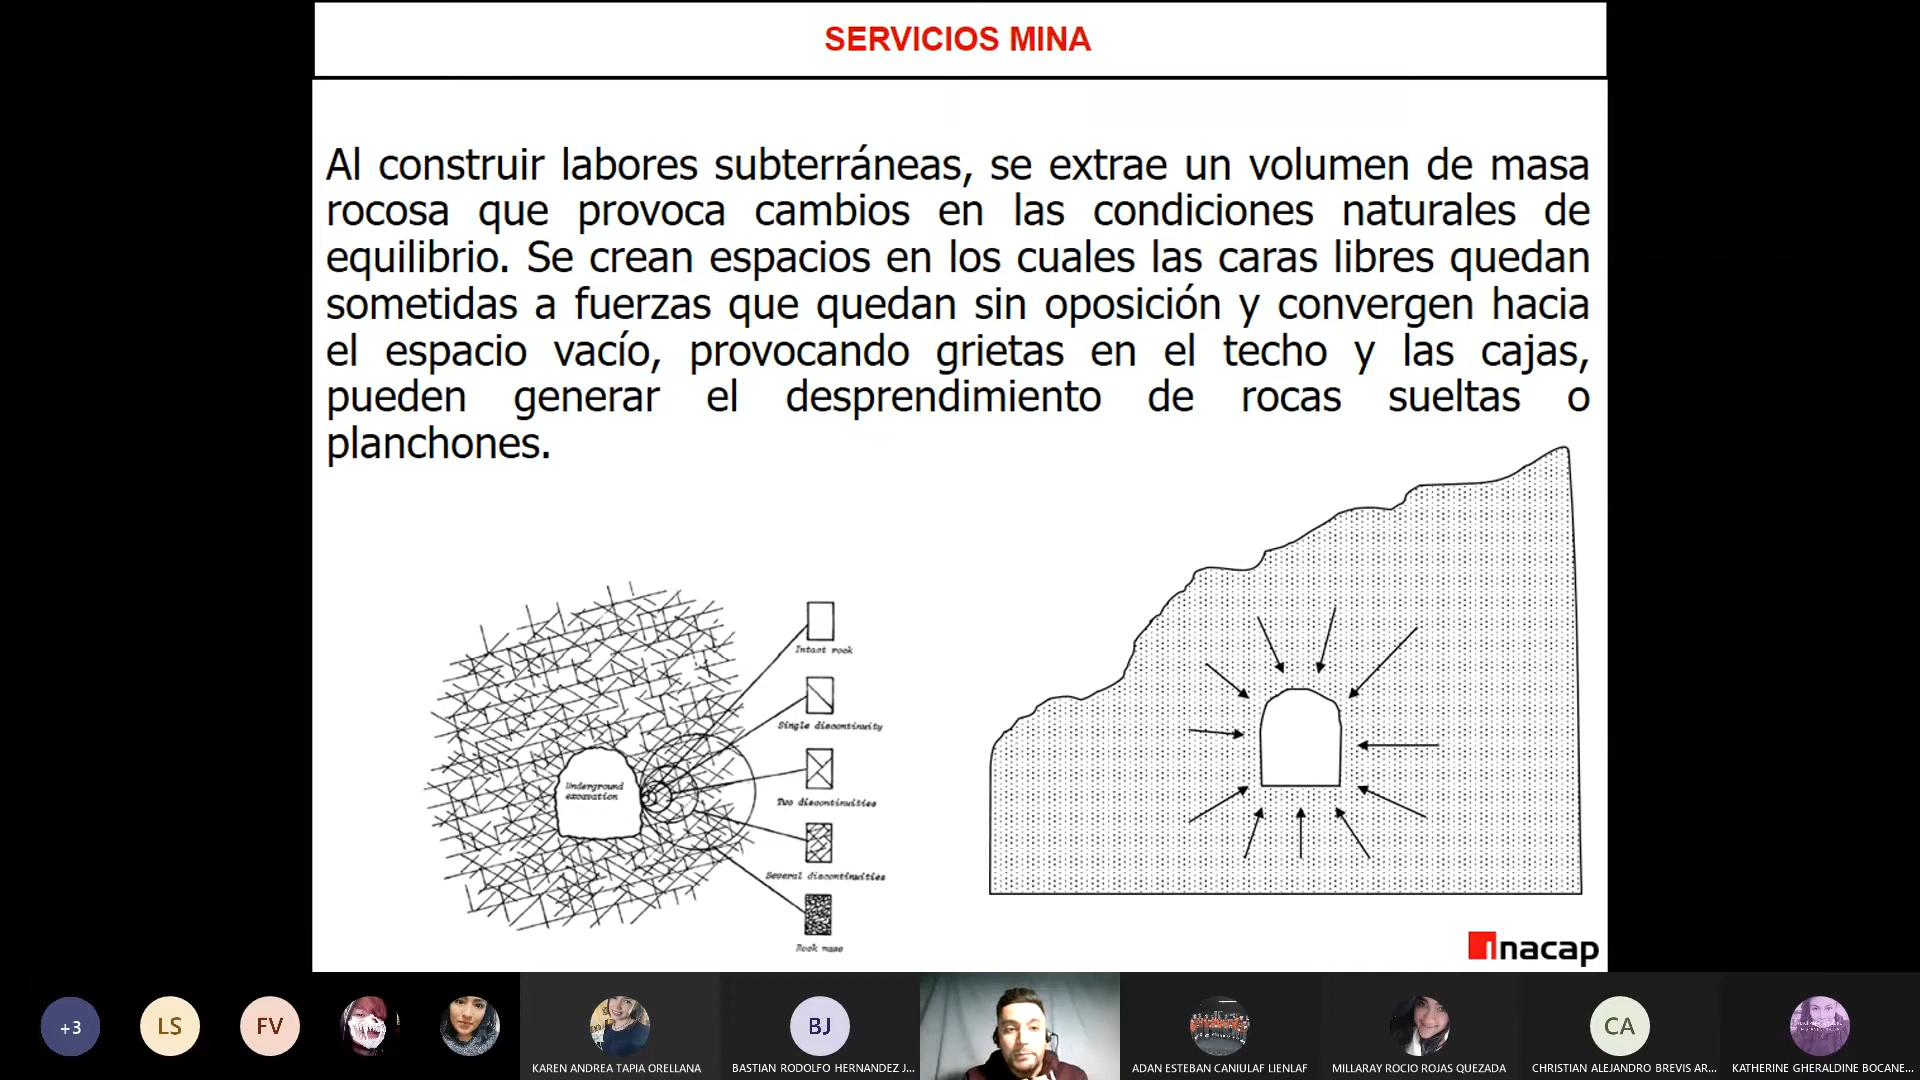 SERVICIOS MINA
Al construir labores subterráneas, se extrae un volumen de masa
rocosa que provoca cambios en las condiciones naturales de
equilibrio. Se crean espacios en los cuales las caras libres quedan
sometidas a fuerzas que quedan sin oposición y convergen hacia
el espacio vacío, provocando grietas en el techo y las cajas,
pueden generar el desprendimiento de rocas sueltas o
planchones.
Intact rock
Single discontinuity
Underground
excavation
Two discontinuities
Several discontinuities
Rock mass
inacap
+3
LS
FV
KAREN ANDREA TAPIA ORELLANA
BJ
BASTIAN RODOLFO HERNANDEZ J...
ADAN ESTEBAN CANIULAF LIENLAF
MILLARAY ROCIO ROJAS QUEZADA
CA
CHRISTIAN ALEJANDRO BREVIS AR...
KATHERINE GHERALDINE BOCANE...